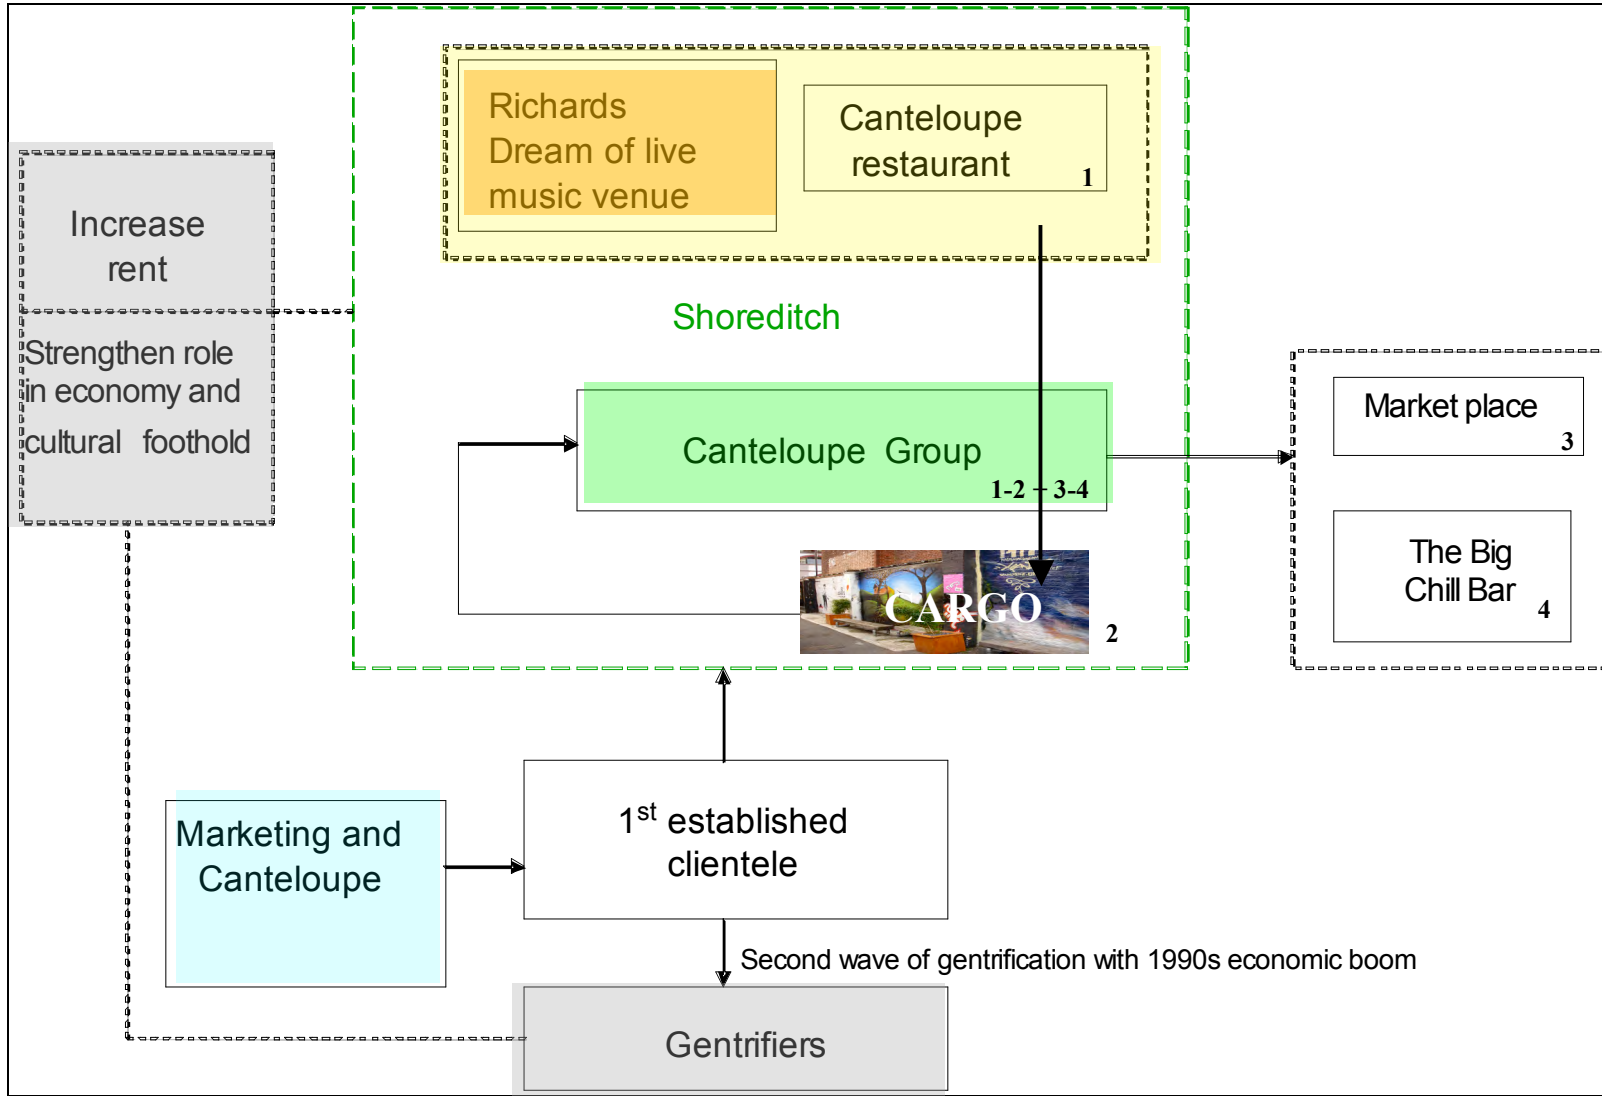 Richards
Dream of live
music venue
Canteloupe
restaurant
1
Increase
rent
Strengthen role
in economy and
cultural foothold
Shoreditch
Canteloupe Group
1-2 – 3-4
CARGO
2
Market place
3
The Big
Chill Bar
4
Marketing and
Canteloupe
1st established
clientele
Second wave of gentrification with 1990s economic boom
Gentrifiers